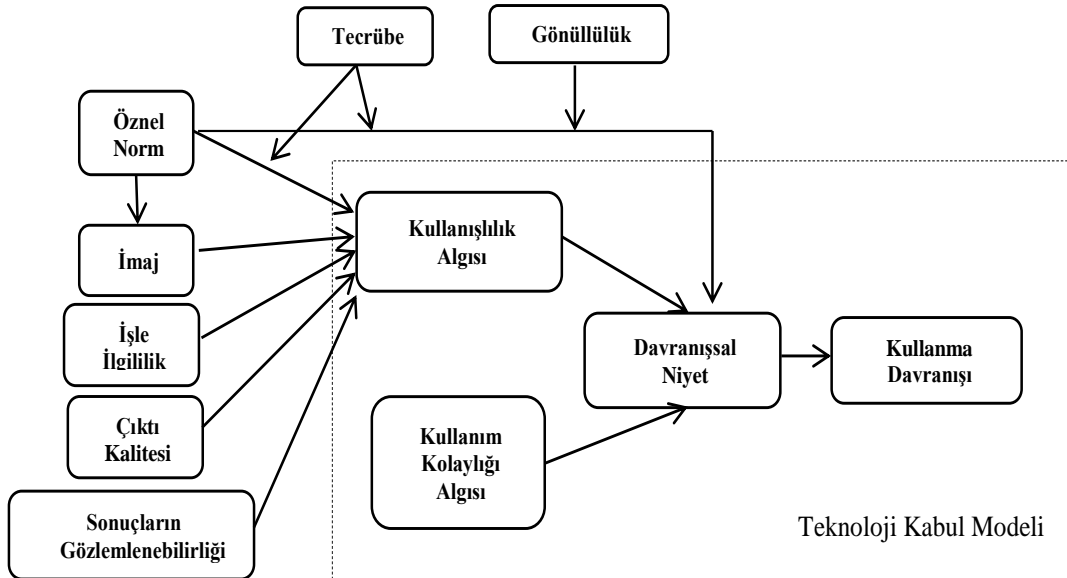 Tecrübe
Gönüllülük
Öznel
Norm
Kullanışlılık
Algısı
İmaj
İşle
İlgililik
Davranışsal
Niyet
Kullanma
Davranışı
Çıktı
Kalitesi
Kullanım
Kolaylığı
Algısı
Sonuçların
Gözlemlenebilirliği
Teknoloji Kabul Modeli